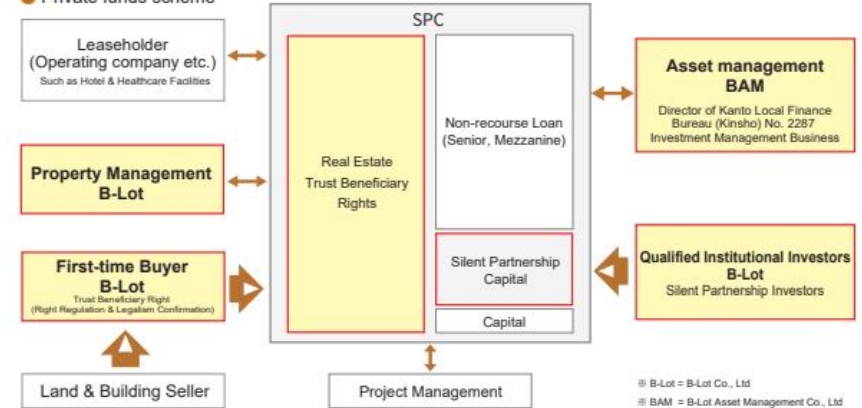 Private funds scheme
SPC
Leaseholder
(Operating company etc.)
Such as Hotel & Healthcare Facilities
Property Management
B-Lot
First-time Buyer
B-Lot
Trust Beneficiary Right
(Right Regulation & Legalism Confirmation)
Land & Building Seller
Real Estate
Trust Beneficiary
Rights
Non-recourse Loan
(Senior, Mezzanine)
Silent Partnership
Capital
Capital
Project Management
Asset management
BAM
Director of Kanto Local Finance
Bureau (Kinsho) No. 2287
Investment Management Business
Qualified Institutional Investors
B-Lot
Silent Partnership Investors
※ B-Lot = B-Lot Co., Ltd
※ BAM = B-Lot Asset Management Co., Ltd